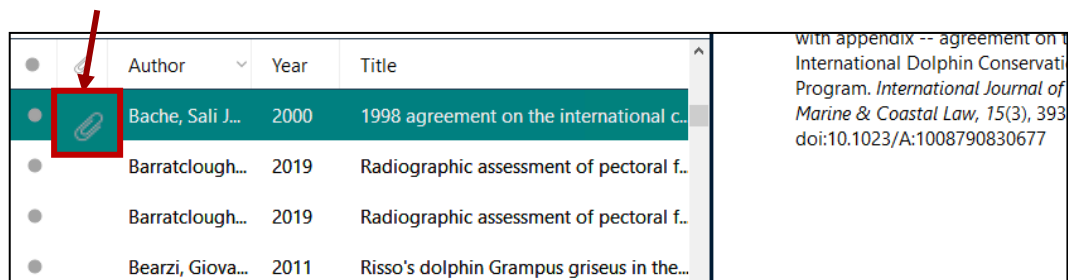 Author Year Title
Bache, Sali J... 2000 1998 agreement on the international c...
Barratclough... 2019 Radiographic assessment of pectoral f...
Barratclough... 2019 Radiographic assessment of pectoral f...
Bearzi, Giova... 2011 Risso's dolphin Grampus griseus in the...
with appendix -- agreement on t
International Dolphin Conservati
Program. International Journal of
Marine & Coastal Law, 15(3), 393
doi:10.1023/A:1008790830677